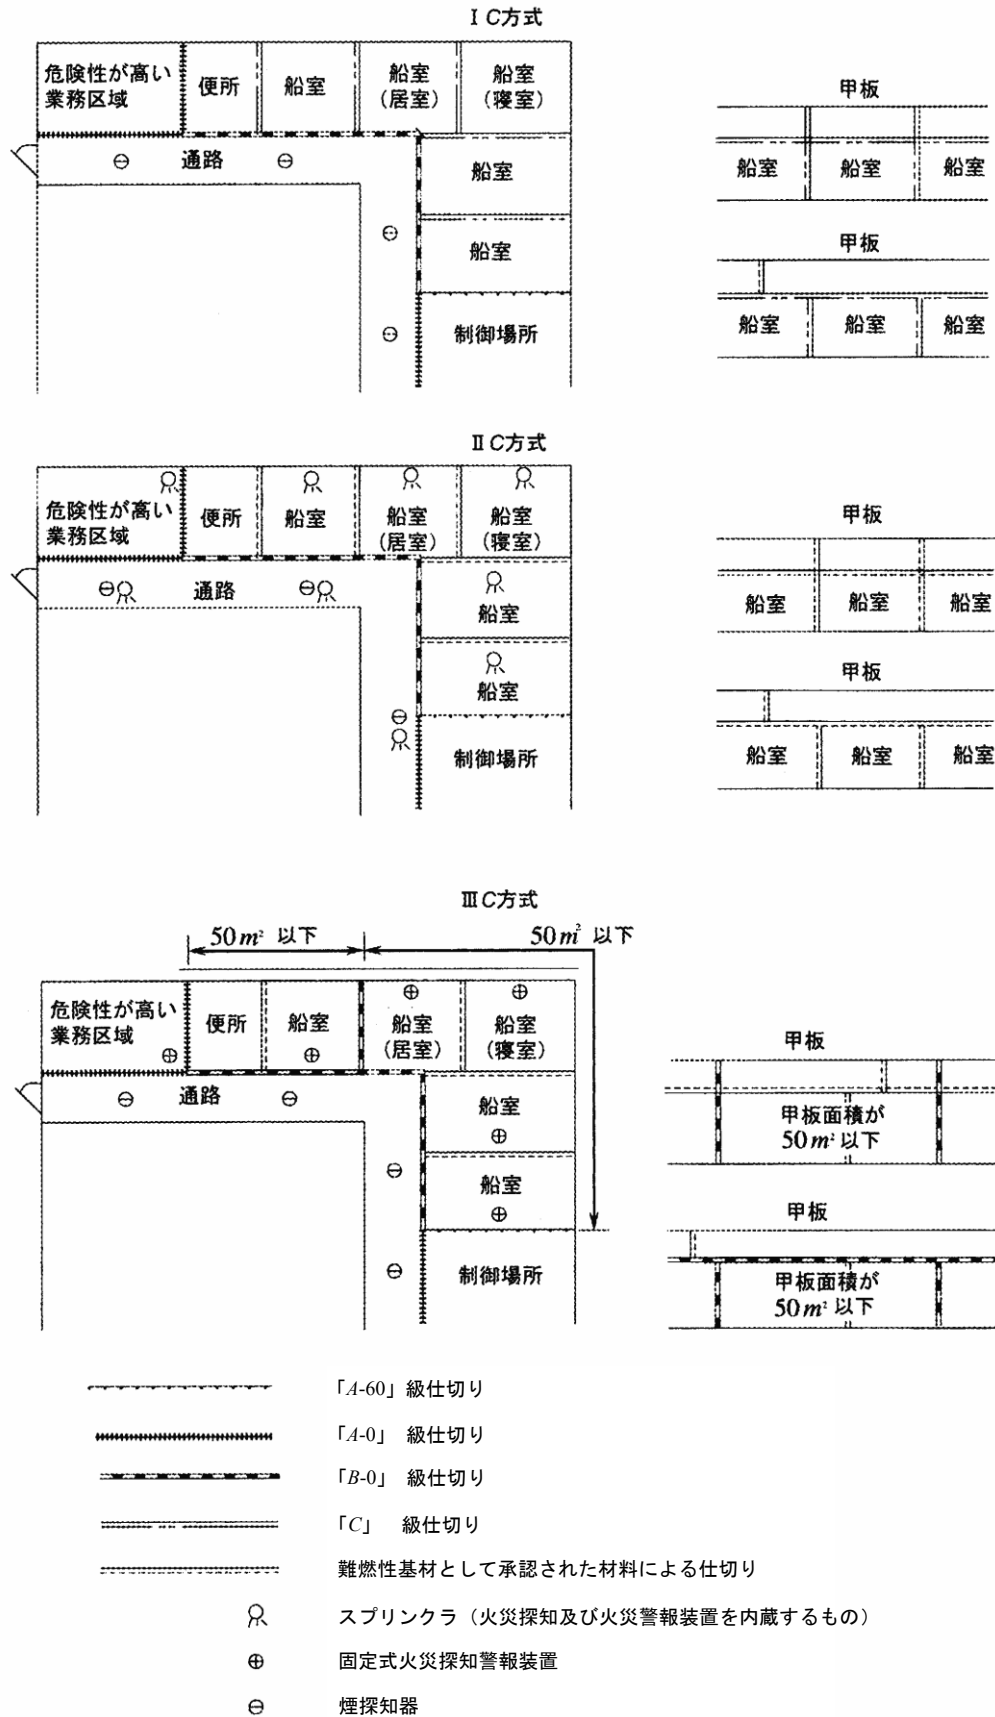 Ⅰ C方式
危険性が高い
業務区域
便所
船室
船室
(居室)
船室
(寝室)
通路
船室
船室
制御場所
甲板
船室
船室
船室
甲板
船室
船室
船室
Ⅱ C方式
危険性が高い
業務区域
便所
船室
船室
(居室)
船室
(寝室)
通路
船室
船室
制御場所
甲板
船室
船室
船室
甲板
船室
船室
船室
Ⅲ C方式
50m² 以下
50m² 以下
危険性が高い
業務区域
便所
船室
船室
(居室)
船室
(寝室)
通路
船室
船室
制御場所
甲板
甲板面積が
50m² 以下
甲板
甲板面積が
50m² 以下
「A-60」級仕切り
「A-0」 級仕切り
「B-0」 級仕切り
「C」 級仕切り
難燃性基材として承認された材料による仕切り
スプリンクラ（火災探知及び火災警報装置を内蔵するもの）
固定式火災探知警報装置
煙探知器